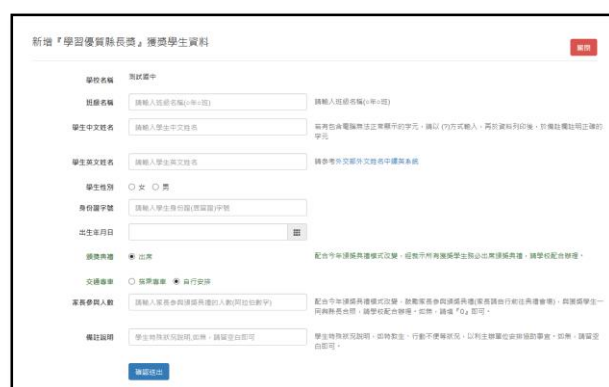 新增『學習優質縣長獎』獲獎學生資料
關閉
學校名稱 測試國中
班級名稱 請輸入班級名稱(○年○班) 請輸入班級名稱(○年○班)
學生中文姓名 請輸入學生中文姓名 若有包含電腦無法正常顯示的字元，請以 (?)方式輸入，再於資料列印後，於備註欄註明正確的
字元
學生英文姓名 請輸入學生英文姓名 請參考外交部外文姓名中譯英系統
學生性別 女 男
身份證字號 請輸入學生身份證(居留證)字號
出生年月日
頒獎典禮 出席 配合今年頒獎典禮模式改變，經指示所有獲獎學生務必出席頒獎典禮，請學校配合辦理。
交通專車 搭乘專車 自行安排
家長參與人數 請輸入家長參與頒獎典禮的人數(阿拉伯數字) 配合今年頒獎典禮模式改變，鼓勵家長參與頒獎典禮(家長請自行前往典禮會場)，與獲獎學生一
同與縣長合照，請學校配合辦理。如無，請填『0』即可。
備註說明 學生特殊狀況說明,如無，請留空白即可 學生特殊狀況說明，如特教生、行動不便等狀況，以利主辦單位安排協助事宜。如無，請留空
白即可。
確認送出